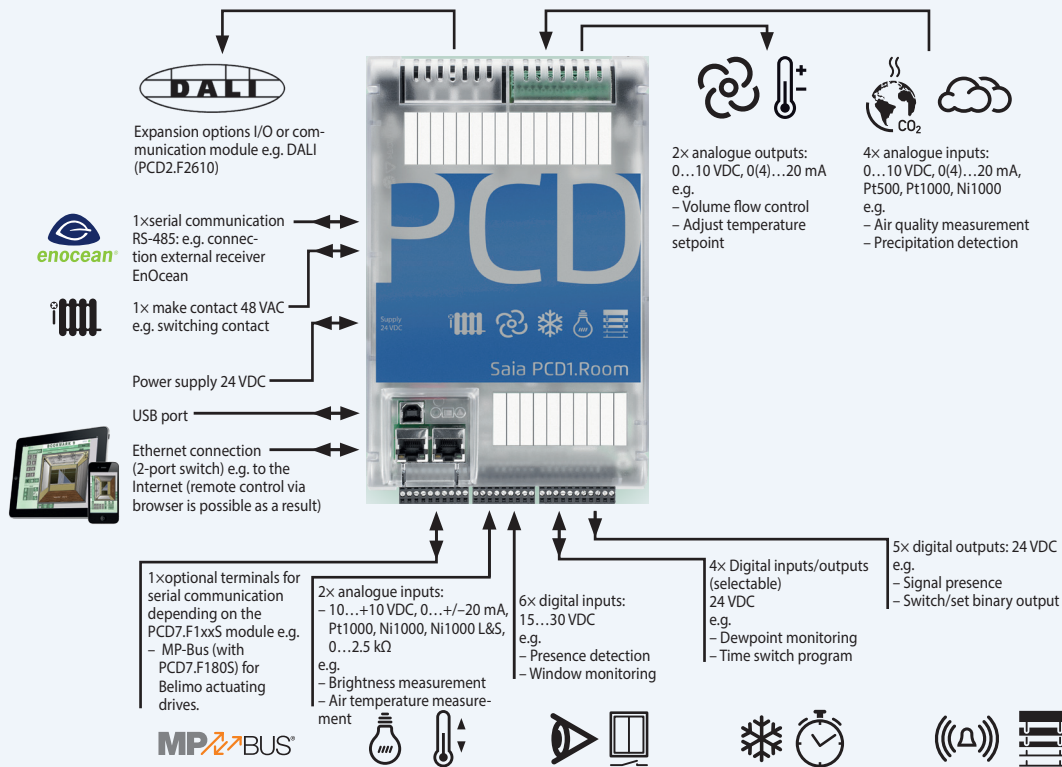 DALI
Expansion options I/O or com-
munication module e.g. DALI
(PCD2.F2610)
enocean®
1×serial communication
RS-485: e.g. connec-
tion external receiver
EnOcean
1× make contact 48 VAC
e.g. switching contact
Power supply 24 VDC
USB port
Ethernet connection
(2-port switch) e.g. to the
Internet (remote control via
browser is possible as a result)
PCD
Supply
24 VDC
Saia PCD1.Room
2× analogue outputs:
0…10 VDC, 0(4)…20 mA
e.g.
– Volume flow control
– Adjust temperature
setpoint
CO2
4× analogue inputs:
0…10 VDC, 0(4)…20 mA,
Pt500, Pt1000, Ni1000
e.g.
– Air quality measurement
– Precipitation detection
1×optional terminals for
serial communication
depending on the
PCD7.F1xxS module e.g.
– MP-Bus (with
PCD7.F180S) for
Belimo actuating
drives.
MP BUS®
2× analogue inputs:
– 10…+10 VDC, 0…+/–20 mA,
Pt1000, Ni1000, Ni1000 L&S,
0…2.5 kΩ
e.g.
– Brightness measurement
– Air temperature measure-
ment
6× digital inputs:
15…30 VDC
e.g.
– Presence detection
– Window monitoring
4× Digital inputs/outputs
(selectable)
24 VDC
e.g.
– Dewpoint monitoring
– Time switch program
5× digital outputs: 24 VDC
e.g.
– Signal presence
– Switch/set binary output